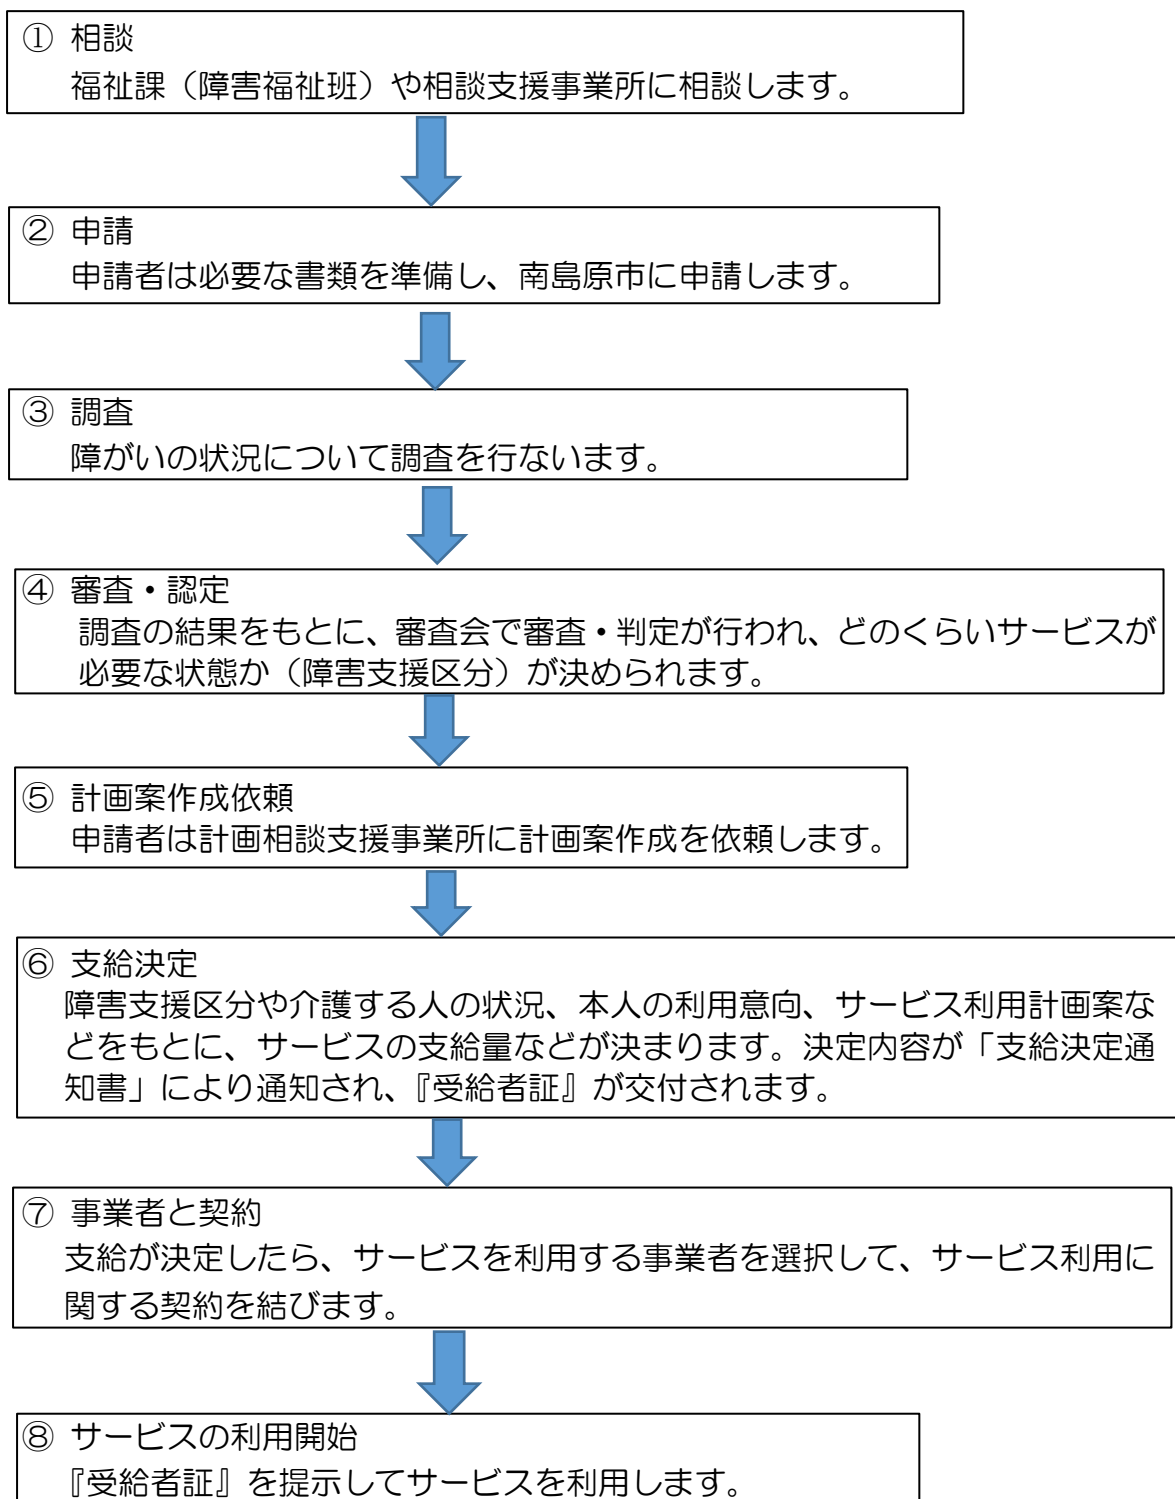 ① 相談
福祉課（障害福祉班）や相談支援事業所に相談します。
② 申請
申請者は必要な書類を準備し、南島原市に申請します。
③ 調査
障がいの状況について調査を行ないます。
④ 審査・認定
調査の結果をもとに、審査会で審査・判定が行われ、どのくらいサービスが
必要な状態か（障害支援区分）が決められます。
⑤ 計画案作成依頼
申請者は計画相談支援事業所に計画案作成を依頼します。
⑥ 支給決定
障害支援区分や介護する人の状況、本人の利用意向、サービス利用計画案な
どをもとに、サービスの支給量などが決まります。決定内容が「支給決定通
知書」により通知され、『受給者証』が交付されます。
⑦ 事業者と契約
支給が決定したら、サービスを利用する事業者を選択して、サービス利用に
関する契約を結びます。
⑧ サービスの利用開始
『受給者証』を提示してサービスを利用します。